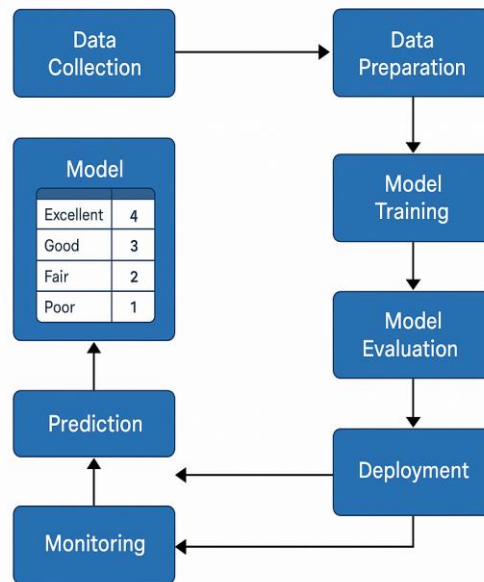 Data
Collection
Data
Preparation
Model
Excellent 4
Good 3
Fair 2
Poor 1
Model
Training
Model
Evaluation
Prediction
Deployment
Monitoring